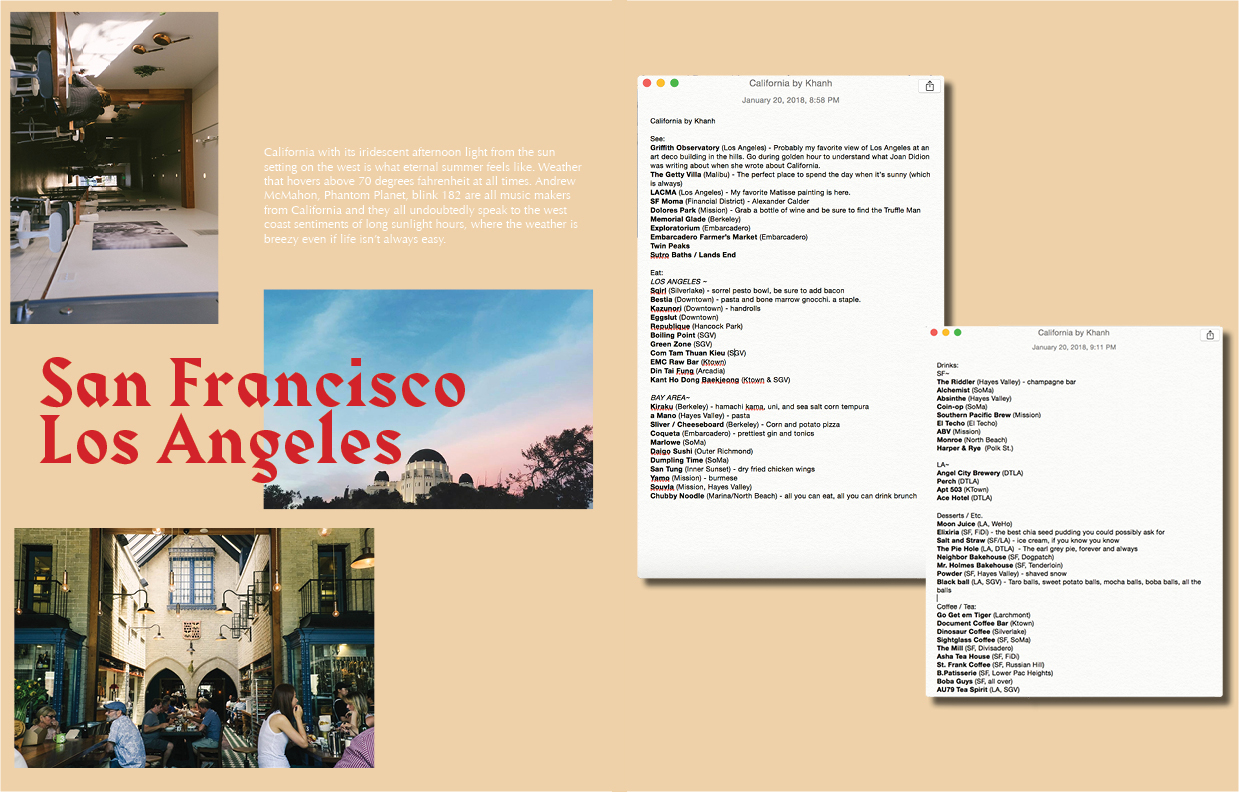 California with its iridescent afternoon light from the sun
setting on the west is what eternal summer feels like. Weather
that hovers above 70 degrees fahrenheit at all times. Andrew
McMahon, Phantom Planet, blink 182 are all music makers
from California and they all undoubtedly speak to the west
coast sentiments of long sunlight hours, where the weather is
breezy even if life isn't always easy.
San Francisco
Los Angeles
California by Khanh
January 20, 2018, 8:58 PM
California by Khanh
See:
Griffith Observatory (Los Angeles) - Probably my favorite view of Los Angeles at an
art deco building in the hills. Go during golden hour to understand what Joan Didion
was writing about when she wrote about California.
The Getty Villa (Malibu) - The perfect place to spend the day when it's sunny (which
is always)
LACMA (Los Angeles) - My favorite Matisse painting is here.
SF Moma (Financial District) - Alexander Calder
Dolores Park (Mission) - Grab a bottle of wine and be sure to find the Truffle Man
Memorial Glade (Berkeley)
Exploratorium (Embarcadero)
Embarcadero Farmer's Market (Embarcadero)
Twin Peaks
Sutro Baths / Lands End
Eat:
LOS ANGELES ~
Sqirl (Silverlake) - sorrel pesto bowl, be sure to add bacon
Bestia (Downtown) - pasta and bone marrow gnocchi. a staple.
Kazunori (Downtown) - handrolls
Eggslut (Downtown)
Republique (Hancock Park)
Boiling Point (SGV)
Green Zone (SGV)
Com Tam Thuan Kieu (SGV)
EMC Raw Bar (Ktown)
Din Tai Fung (Arcadia)
Kant Ho Dong Baekjeong (Ktown & SGV)
BAY AREA~
Kiraku (Berkeley) - hamachi kama, uni, and sea salt corn tempura
a Mano (Hayes Valley) - pasta
Sliver / Cheeseboard (Berkeley) - Corn and potato pizza
Coqueta (Embarcadero) - prettiest gin and tonics
Marlowe (SoMa)
Daigo Sushi (Outer Richmond)
Dumpling Time (SoMa)
San Tung (Inner Sunset) - dry fried chicken wings
Yamo (Mission) - burmese
Souvla (Mission, Hayes Valley)
Chubby Noodle (Marina/North Beach) - all you can eat, all you can drink brunch
California by Khanh
January 20, 2018, 9:11 PM
Drinks:
SF~
The Riddler (Hayes Valley) - champagne bar
Alchemist (SoMa)
Absinthe (Hayes Valley)
Coin-op (SoMa)
Southern Pacific Brew (Mission)
El Techo (El Techo)
ABV (Mission)
Monroe (North Beach)
Harper & Rye (Polk St.)
LA~
Angel City Brewery (DTLA)
Perch (DTLA)
Apt 503 (KTown)
Ace Hotel (DTLA)
Desserts / Etc.
Moon Juice (LA, WeHo)
Elixiria (SF, FiDi) - the best chia seed pudding you could possibly ask for
Salt and Straw (SF/LA) - ice cream, if you know you know
The Pie Hole (LA, DTLA) - The earl grey pie, forever and always
Neighbor Bakehouse (SF, Dogpatch)
Mr. Holmes Bakehouse (SF, Tenderloin)
Powder (SF, Hayes Valley) - shaved snow
Black ball (LA, SGV) - Taro balls, sweet potato balls, mocha balls, boba balls, all the
balls
Coffee / Tea:
Go Get em Tiger (Larchmont)
Document Coffee Bar (Ktown)
Dinosaur Coffee (Silverlake)
Sightglass Coffee (SF, SoMa)
The Mill (SF, Divisadero)
Asha Tea House (SF, FiDi)
St. Frank Coffee (SF, Russian Hill)
B.Patisserie (SF, Lower Pac Heights)
Boba Guys (SF, all over)
AU79 Tea Spirit (LA, SGV)